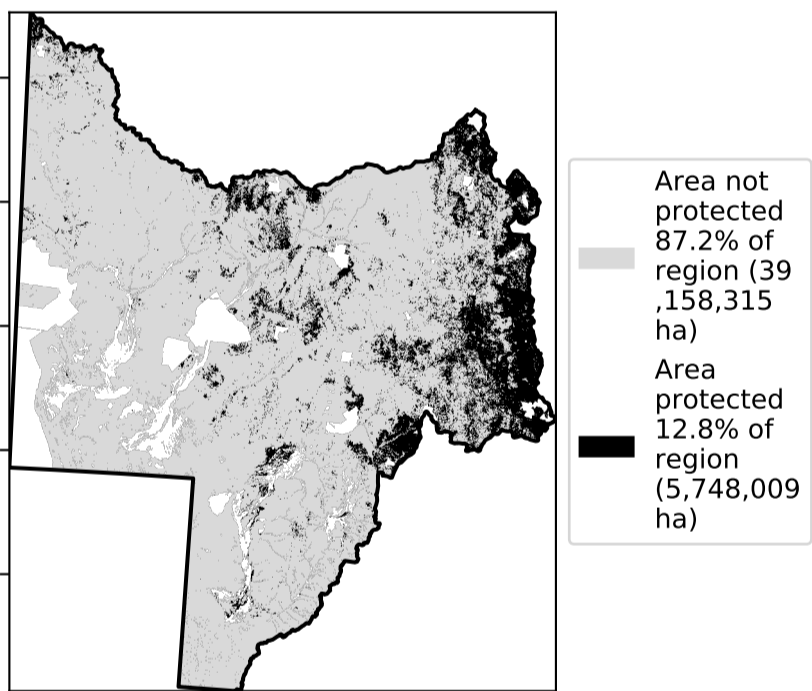 Area not
protected
87.2% of
region (39
,158,315
ha)
Area
protected
12.8% of
region
(5,748,009
ha)